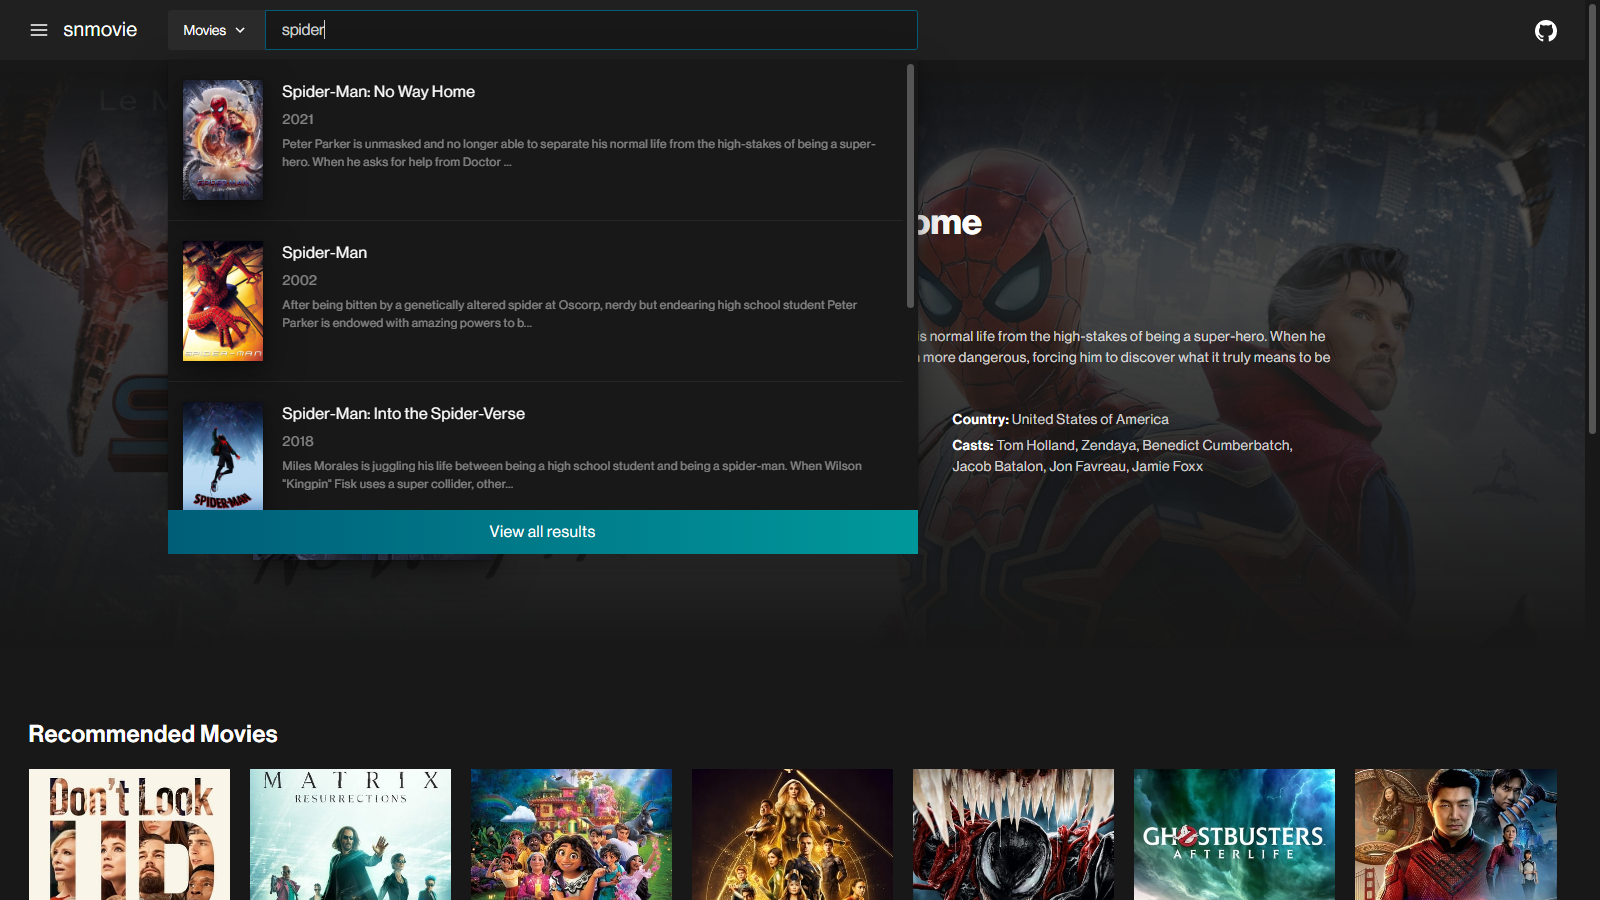 snmovie
Movies
spider
Le M
Spider-Man: No Way Home
2021
Peter Parker is unmasked and no longer able to separate his normal life from the high-stakes of being a super-
hero. When he asks for help from Doctor ...
Spider-Man
2002
After being bitten by a genetically altered spider at Oscorp, nerdy but endearing high school student Peter
Parker is endowed with amazing powers to b...
SPIDER-MAN
Spider-Man: Into the Spider-Verse
2018
Miles Morales is juggling his life between being a high school student and being a spider-man. When Wilson
"Kingpin" Fisk uses a super collider, other...
SPIDER-MAN
View all results
ome
is normal life from the high-stakes of being a super-hero. When he
more dangerous, forcing him to discover what it truly means to be
Country: United States of America
Casts: Tom Holland, Zendaya, Benedict Cumberbatch,
Jacob Batalon, Jon Favreau, Jamie Foxx
Recommended Movies
Don't Look
UP
MATRIX
RESURRECTIONS
GHOSTBUSTERS
AFTERLIFE